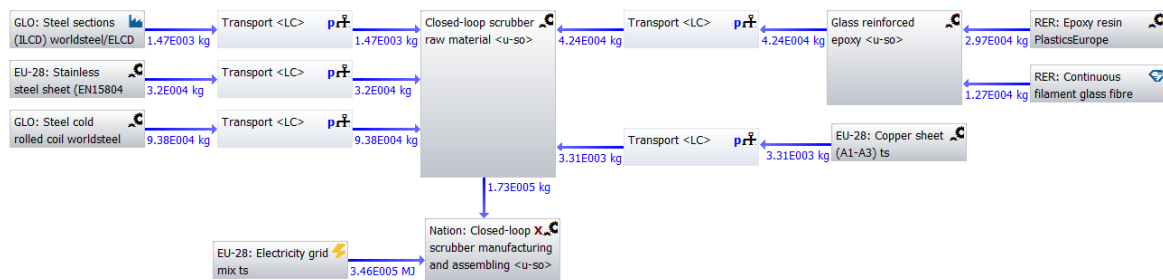 GLO: Steel sections
(ILCD) worldsteel/ELCD
1.47E003 kg
Transport <LC>
p
1.47E003 kg
Closed-loop scrubber
raw material <u-so>
4.24E004 kg
Transport <LC>
p
4.24E004 kg
Glass reinforced
epoxy <u-so>
2.97E004 kg
RER: Epoxy resin
PlasticsEurope
EU-28: Stainless
steel sheet (EN15804
3.2E004 kg
Transport <LC>
p
3.2E004 kg
1.27E004 kg
RER: Continuous
filament glass fibre
GLO: Steel cold
rolled coil worldsteel
9.38E004 kg
Transport <LC>
p
9.38E004 kg
3.31E003 kg
Transport <LC>
p
3.31E003 kg
EU-28: Copper sheet
(A1-A3) ts
1.73E005 kg
EU-28: Electricity grid
mix ts
3.46E005 MJ
Nation: Closed-loop X
scrubber manufacturing
and assembling <u-so>